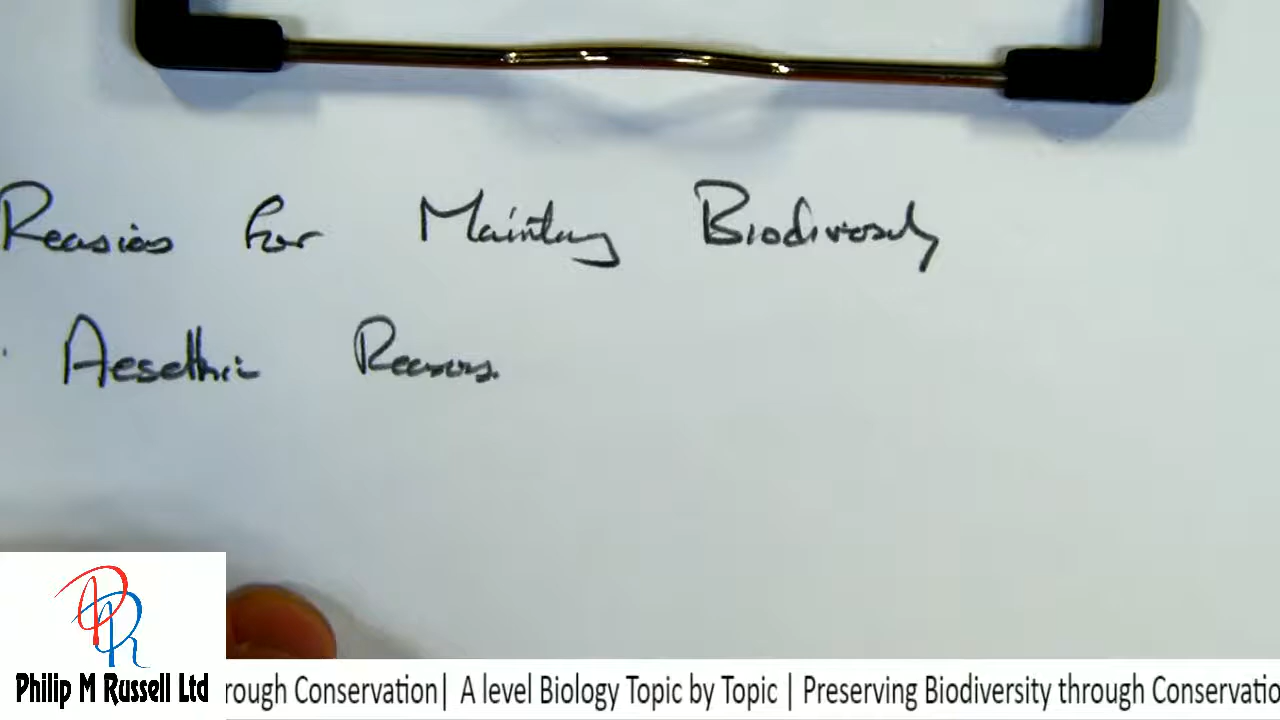 Reasons for Maintaing Biodiversity
· Aesethic Reasons.
Philip M Russell Ltd
rough Conservation| A level Biology Topic by Topic | Preserving Biodiversity through Conservatio